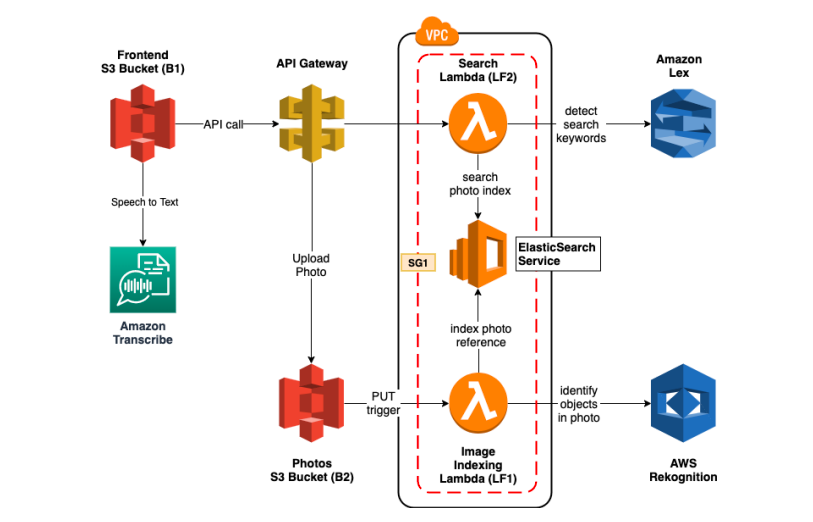 VPC
Frontend
S3 Bucket (B1)
API Gateway
Search
Lambda (LF2)
Amazon
Lex
API call
detect
search
keywords
search
photo index
Speech to Text
Upload
Photo
SG1
ElasticSearch
Service
Amazon
Transcribe
index photo
reference
PUT
trigger
identify
objects
in photo
Photos
S3 Bucket (B2)
Image
Indexing
Lambda (LF1)
AWS
Rekognition